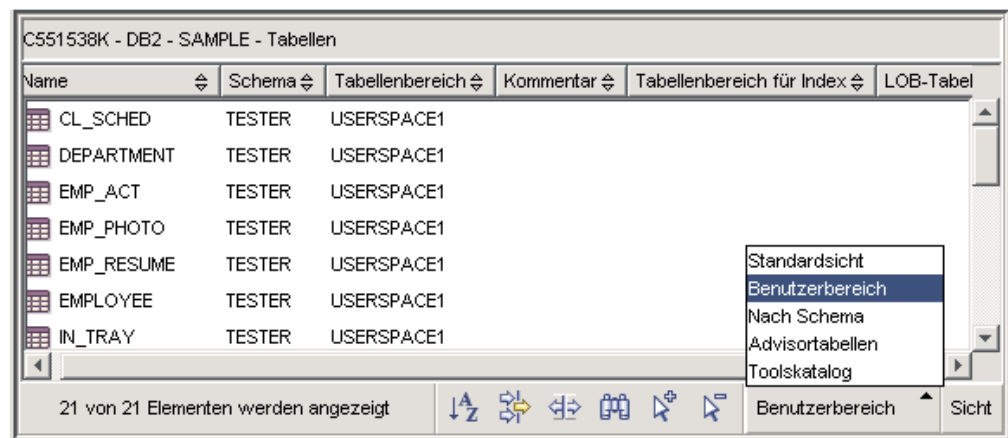 C551538K - DB2 - SAMPLE - Tabellen
Name Schema Tabellenbereich Kommentar Tabellenbereich für Index LOB-Tabel
CL_SCHED TESTER USERSPACE1
DEPARTMENT TESTER USERSPACE1
EMP_ACT TESTER USERSPACE1
EMP_PHOTO TESTER USERSPACE1
EMP_RESUME TESTER USERSPACE1
EMPLOYEE TESTER USERSPACE1
IN_TRAY TESTER USERSPACE1
Standardsicht
Benutzerbereich
Nach Schema
Advisortabellen
Toolskatalog
21 von 21 Elementen werden angezeigt AZ Benutzerbereich Sicht